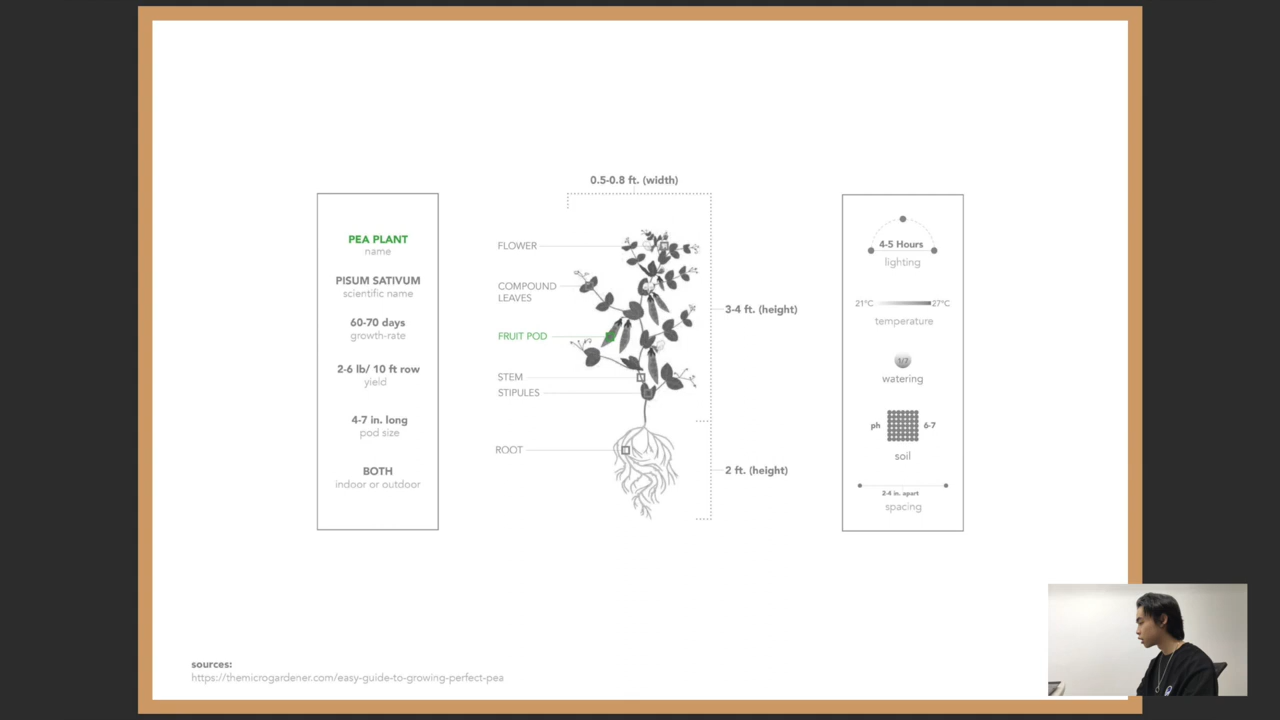 0.5-0.8 ft. (width)
PEA PLANT
name
PISUM SATIVUM
scientific name
60-70 days
growth-rate
2-6 lb/ 10 ft row
yield
4-7 in. long
pod size
BOTH
indoor or outdoor
FLOWER
COMPOUND
LEAVES
FRUIT POD
STEM
STIPULES
ROOT
3-4 ft. (height)
2 ft. (height)
4-5 Hours
lighting
21°C 27°C
temperature
1/7
watering
ph 6-7
soil
2-4 in. apart
spacing
sources:
https://themicrogardener.com/easy-guide-to-growing-perfect-pea